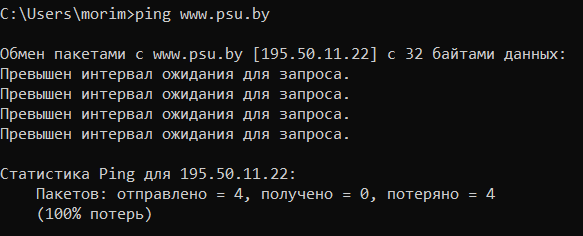 C:\Users\morim>ping www.psu.by
Обмен пакетами с www.psu.by [195.50.11.22] с 32 байтами данных:
Превышен интервал ожидания для запроса.
Превышен интервал ожидания для запроса.
Превышен интервал ожидания для запроса.
Превышен интервал ожидания для запроса.
Статистика Ping для 195.50.11.22:
Пакетов: отправлено = 4, получено = 0, потеряно = 4
(100% потерь)